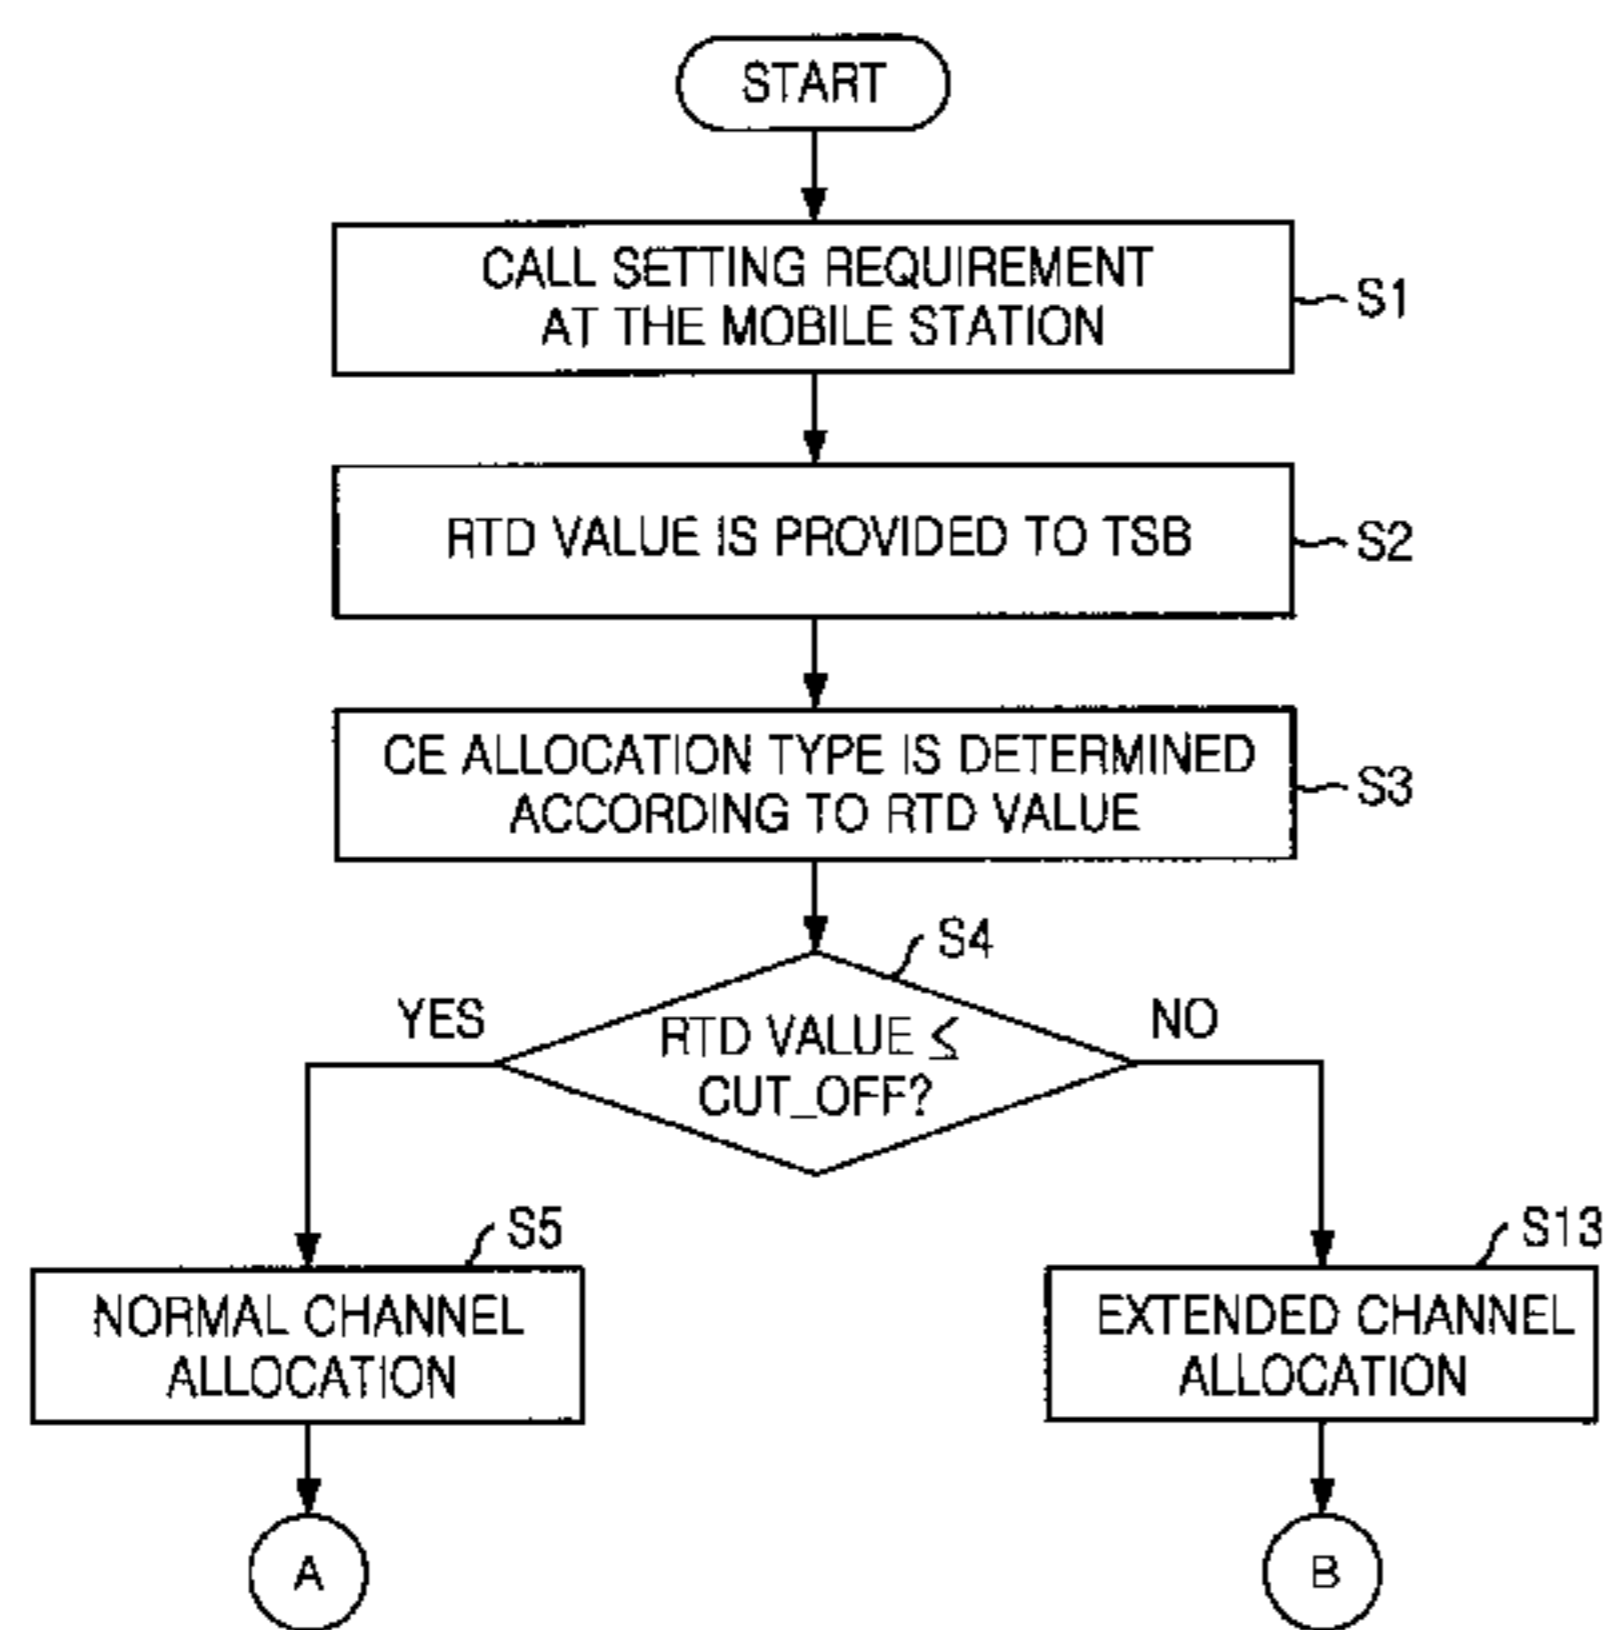 START
CALL SETTING REQUIREMENT
AT THE MOBILE STATION
S1
RTD VALUE IS PROVIDED TO TSB
S2
CE ALLOCATION TYPE IS DETERMINED
ACCORDING TO RTD VALUE
S3
S4
YES
RTD VALUE ≤
CUT_OFF?
NO
S5
NORMAL CHANNEL
ALLOCATION
S13
EXTENDED CHANNEL
ALLOCATION
A
B